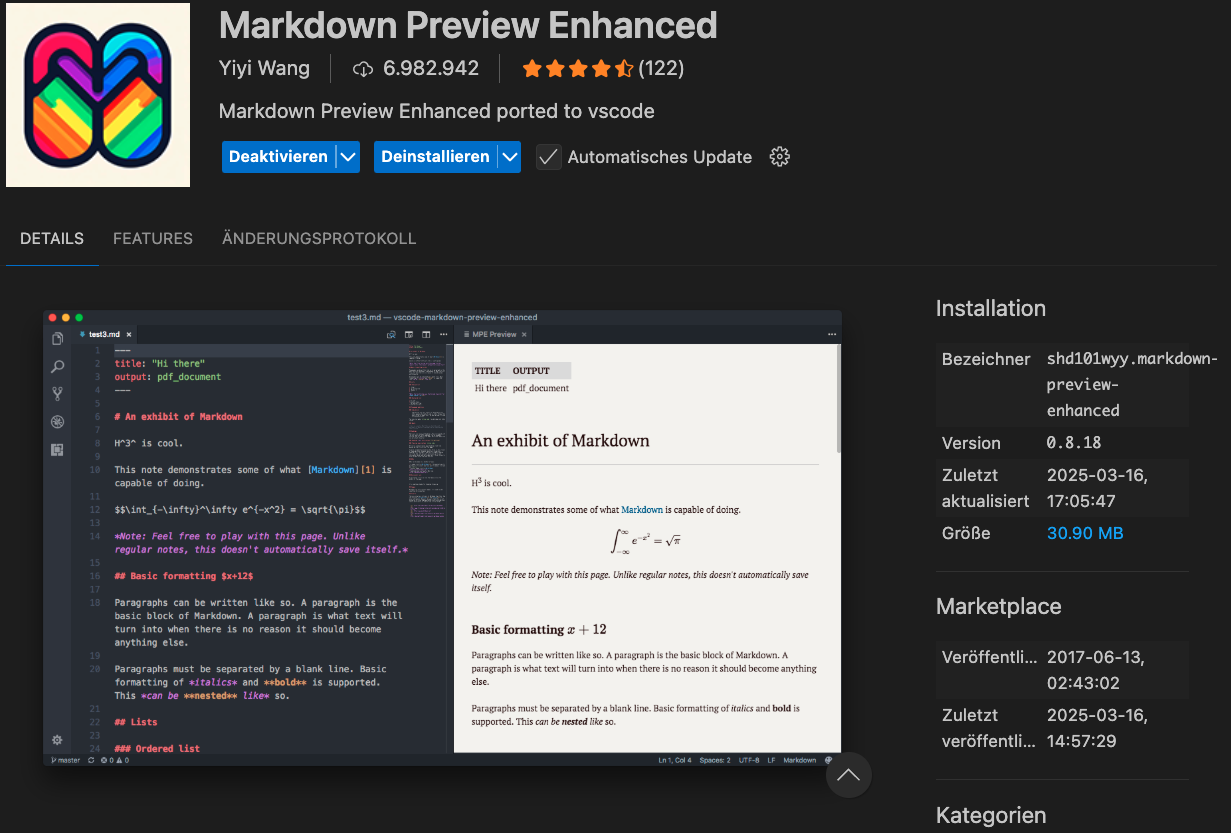 Markdown Preview Enhanced
Yiyi Wang 6.982.942 (122)
Markdown Preview Enhanced ported to vscode
Deaktivieren Deinstallieren Automatisches Update
DETAILS FEATURES ÄNDERUNGSPROTOKOLL
test3.md — vscode-markdown-preview-enhanced
test3.md
1 ---
2 title: "Hi there"
3 output: pdf_document
4 ---
5
6 # An exhibit of Markdown
7
8 H^3^ is cool.
9
10 This note demonstrates some of what [Markdown][1] is
capable of doing.
11
12 $$\int_{-\infty}^\infty e^{-x^2} = \sqrt{\pi}$$
13
14 *Note: Feel free to play with this page. Unlike
regular notes, this doesn't automatically save itself.*
15
16 ## Basic formatting $x+12$
17
18 Paragraphs can be written like so. A paragraph is the
basic block of Markdown. A paragraph is what text will
turn into when there is no reason it should become
anything else.
19
20 Paragraphs must be separated by a blank line. Basic
formatting of *italics* and **bold** is supported.
This *can be **nested** like* so.
21
22 ## Lists
23
24 ### Ordered list
MPE Preview
TITLE OUTPUT
Hi there pdf_document
An exhibit of Markdown
H³ is cool.
This note demonstrates some of what Markdown is capable of doing.
∫_{-∞}^{∞} e^{-x²} = √π
Note: Feel free to play with this page. Unlike regular notes, this doesn't automatically save
itself.
Basic formatting x + 12
Paragraphs can be written like so. A paragraph is the basic block of Markdown. A
paragraph is what text will turn into when there is no reason it should become anything
else.
Paragraphs must be separated by a blank line. Basic formatting of italics and bold is
supported. This can be nested like so.
master 0 0 Ln 1, Col 4 Spaces: 2 UTF-8 LF Markdown
Installation
Bezeichner shd101wyy.markdown-
preview-
enhanced
Version 0.8.18
Zuletzt 2025-03-16,
aktualisiert 17:05:47
Größe 30.90 MB
Marketplace
Veröffentli... 2017-06-13,
02:43:02
Zuletzt 2025-03-16,
veröffentli... 14:57:29
Kategorien